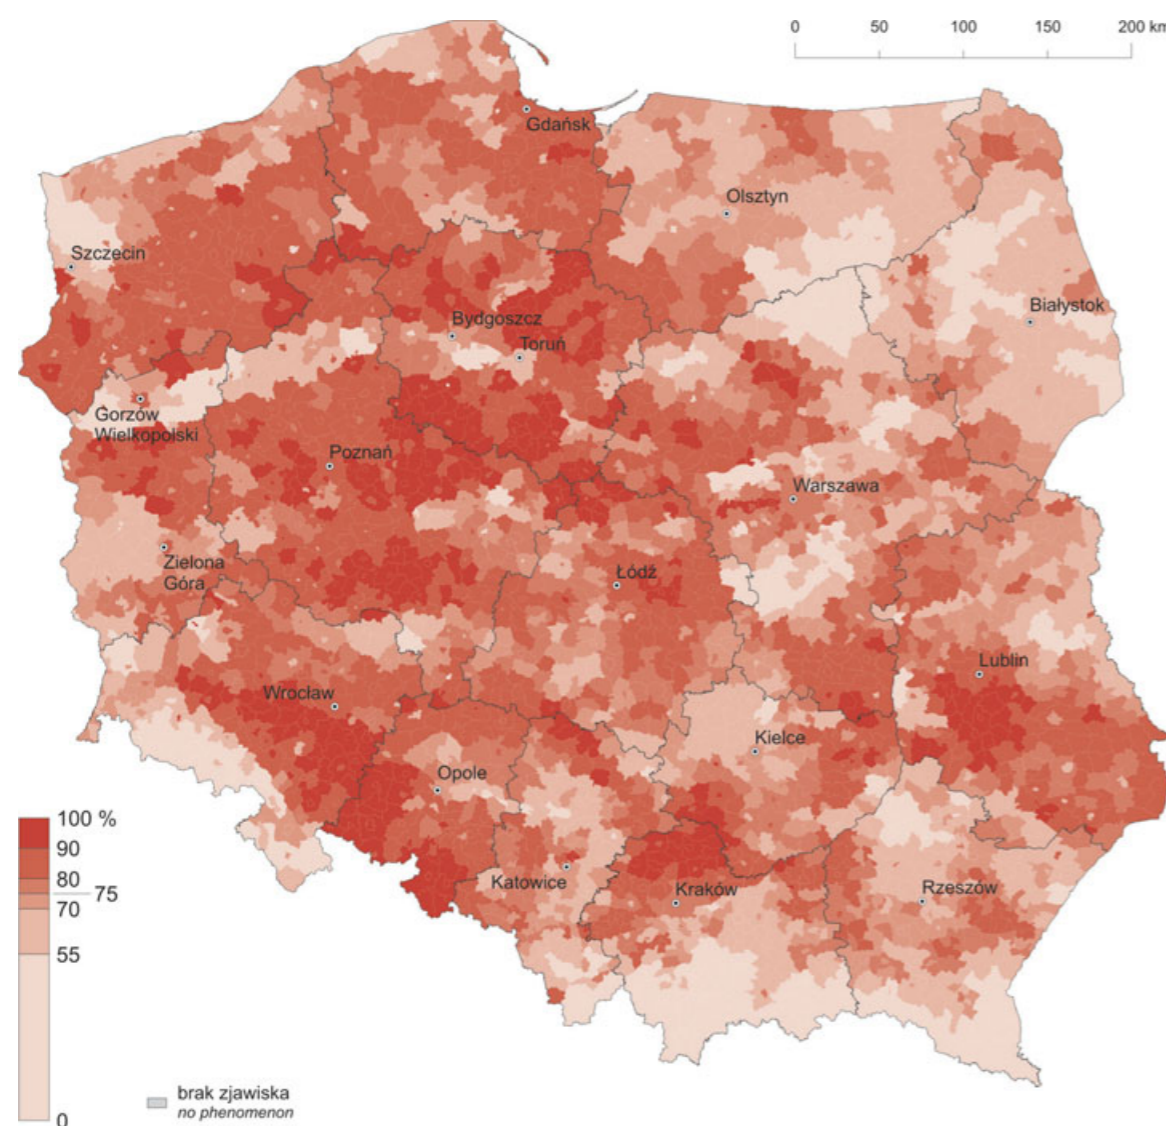 0 50 100 150 200 km
Gdańsk
Olsztyn
Szczecin
Białystok
Bydgoszcz
Toruń
Gorzów
Wielkopolski
Poznań
Warszawa
Zielona
Góra
Łódź
Lublin
Wrocław
Kielce
Opole
100 %
90
80
75
70
55
0
Katowice
Kraków
Rzeszów
brak zjawiska
no phenomenon